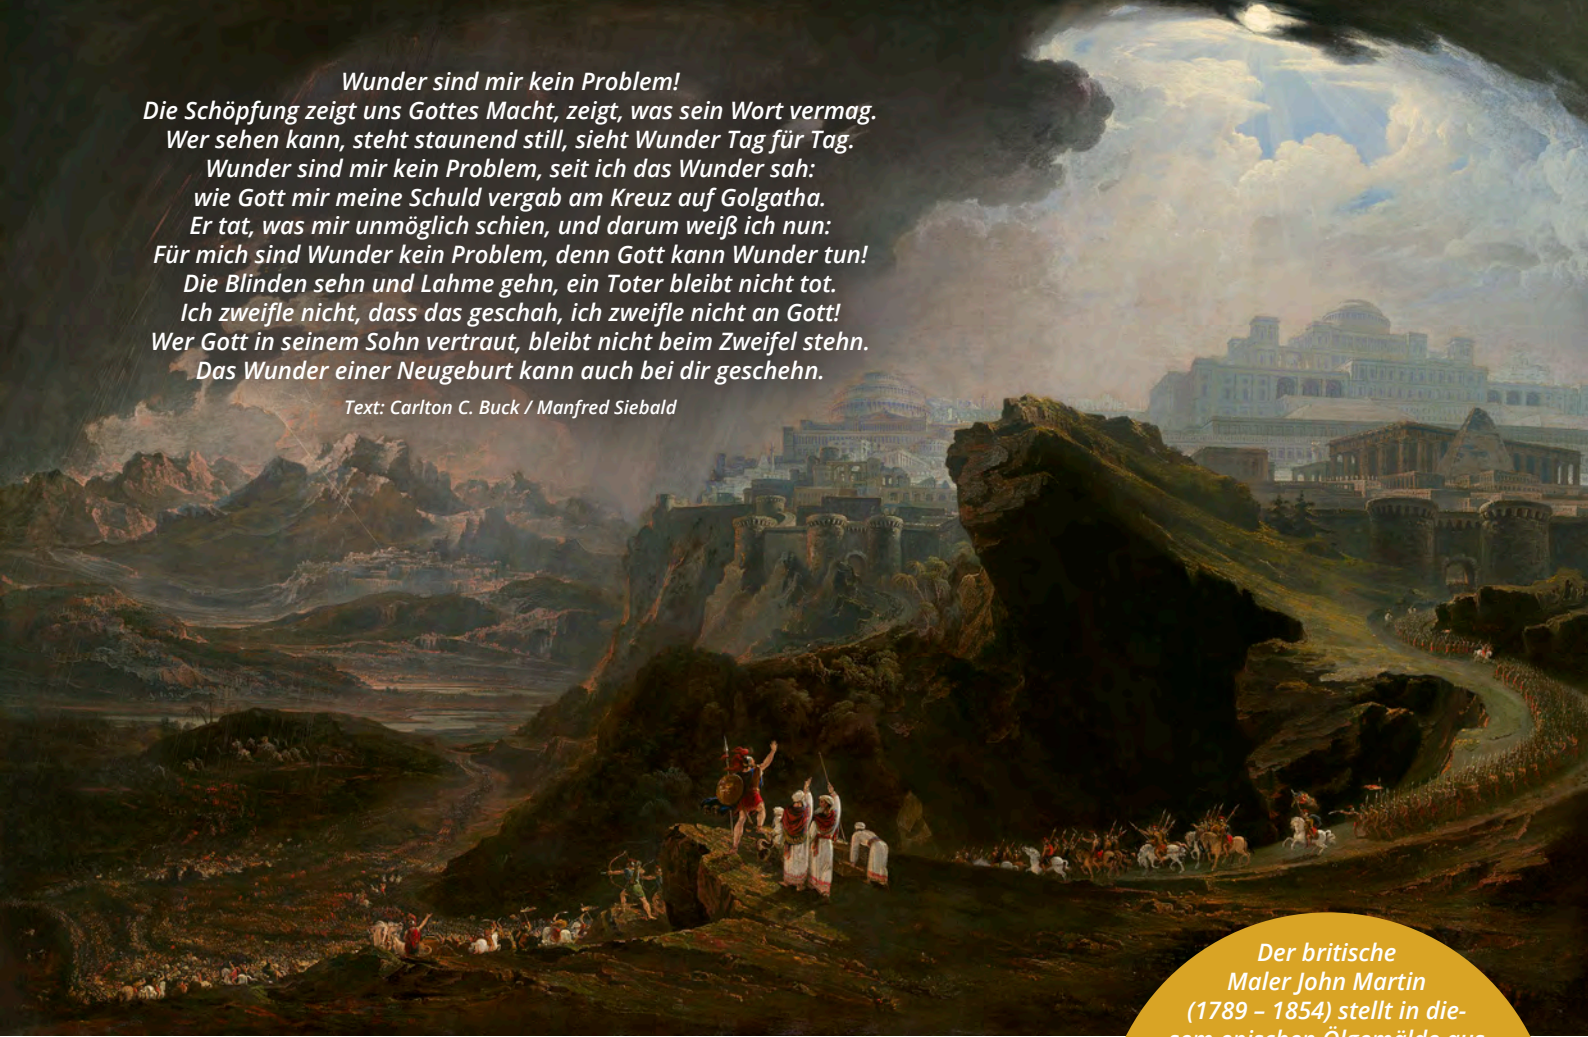 Wunder sind mir kein Problem!
Die Schöpfung zeigt uns Gottes Macht, zeigt, was sein Wort vermag.
Wer sehen kann, steht staunend still, sieht Wunder Tag für Tag.
Wunder sind mir kein Problem, seit ich das Wunder sah:
wie Gott mir meine Schuld vergab am Kreuz auf Golgatha.
Er tat, was mir unmöglich schien, und darum weiß ich nun:
Für mich sind Wunder kein Problem, denn Gott kann Wunder tun!
Die Blinden sehn und Lahme gehn, ein Toter bleibt nicht tot.
Ich zweifle nicht, dass das geschah, ich zweifle nicht an Gott!
Wer Gott in seinem Sohn vertraut, bleibt nicht beim Zweifel stehn.
Das Wunder einer Neugeburt kann auch bei dir geschehn.
Text: Carlton C. Buck / Manfred Siebald
Der britische
Maler John Martin
(1789 – 1854) stellt in die-
sem epischen Ölgemälde aus